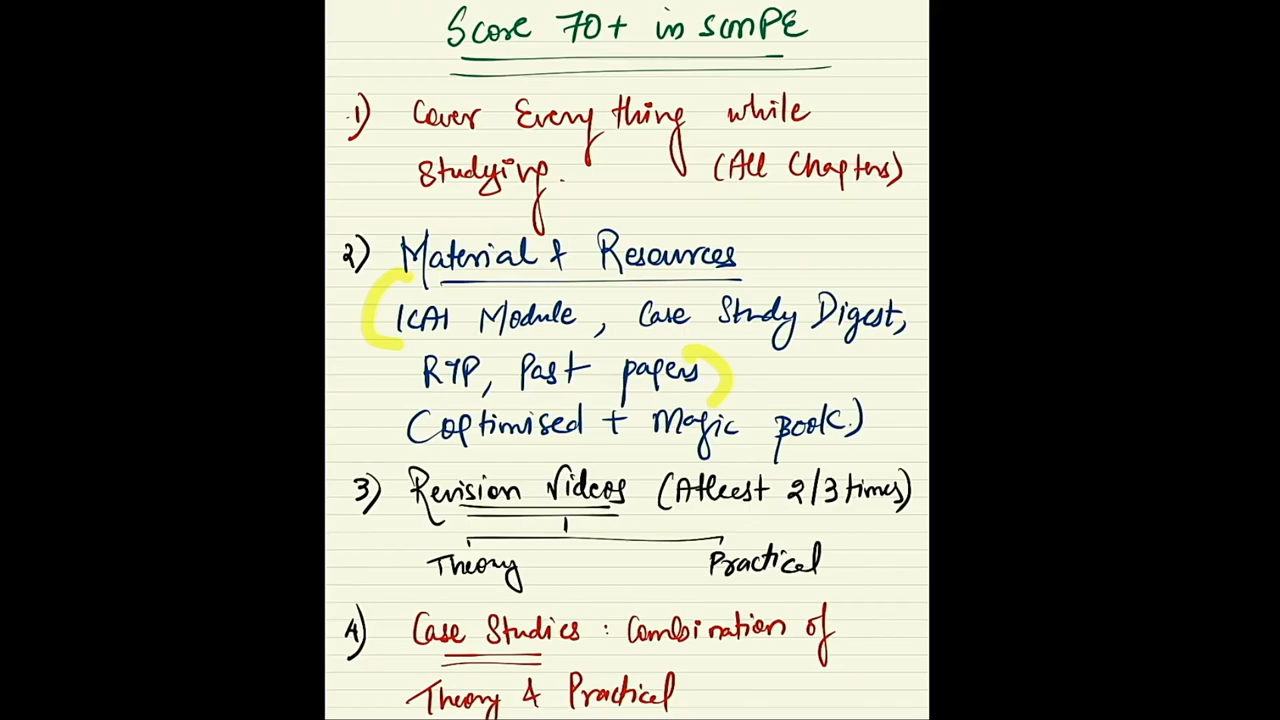 Score 70+ in SCMPE
1) Cover Everything while
Studying. (All Chapters)
2) Material & Resources
ICAI Module, Case Study Digest,
RTP, Past papers
(Optimised + Magic Book.)
3) Revision Videos (Atleest 2/3 times)
Theory Practical
4) Case Studies : Combination of
Theory & Practical